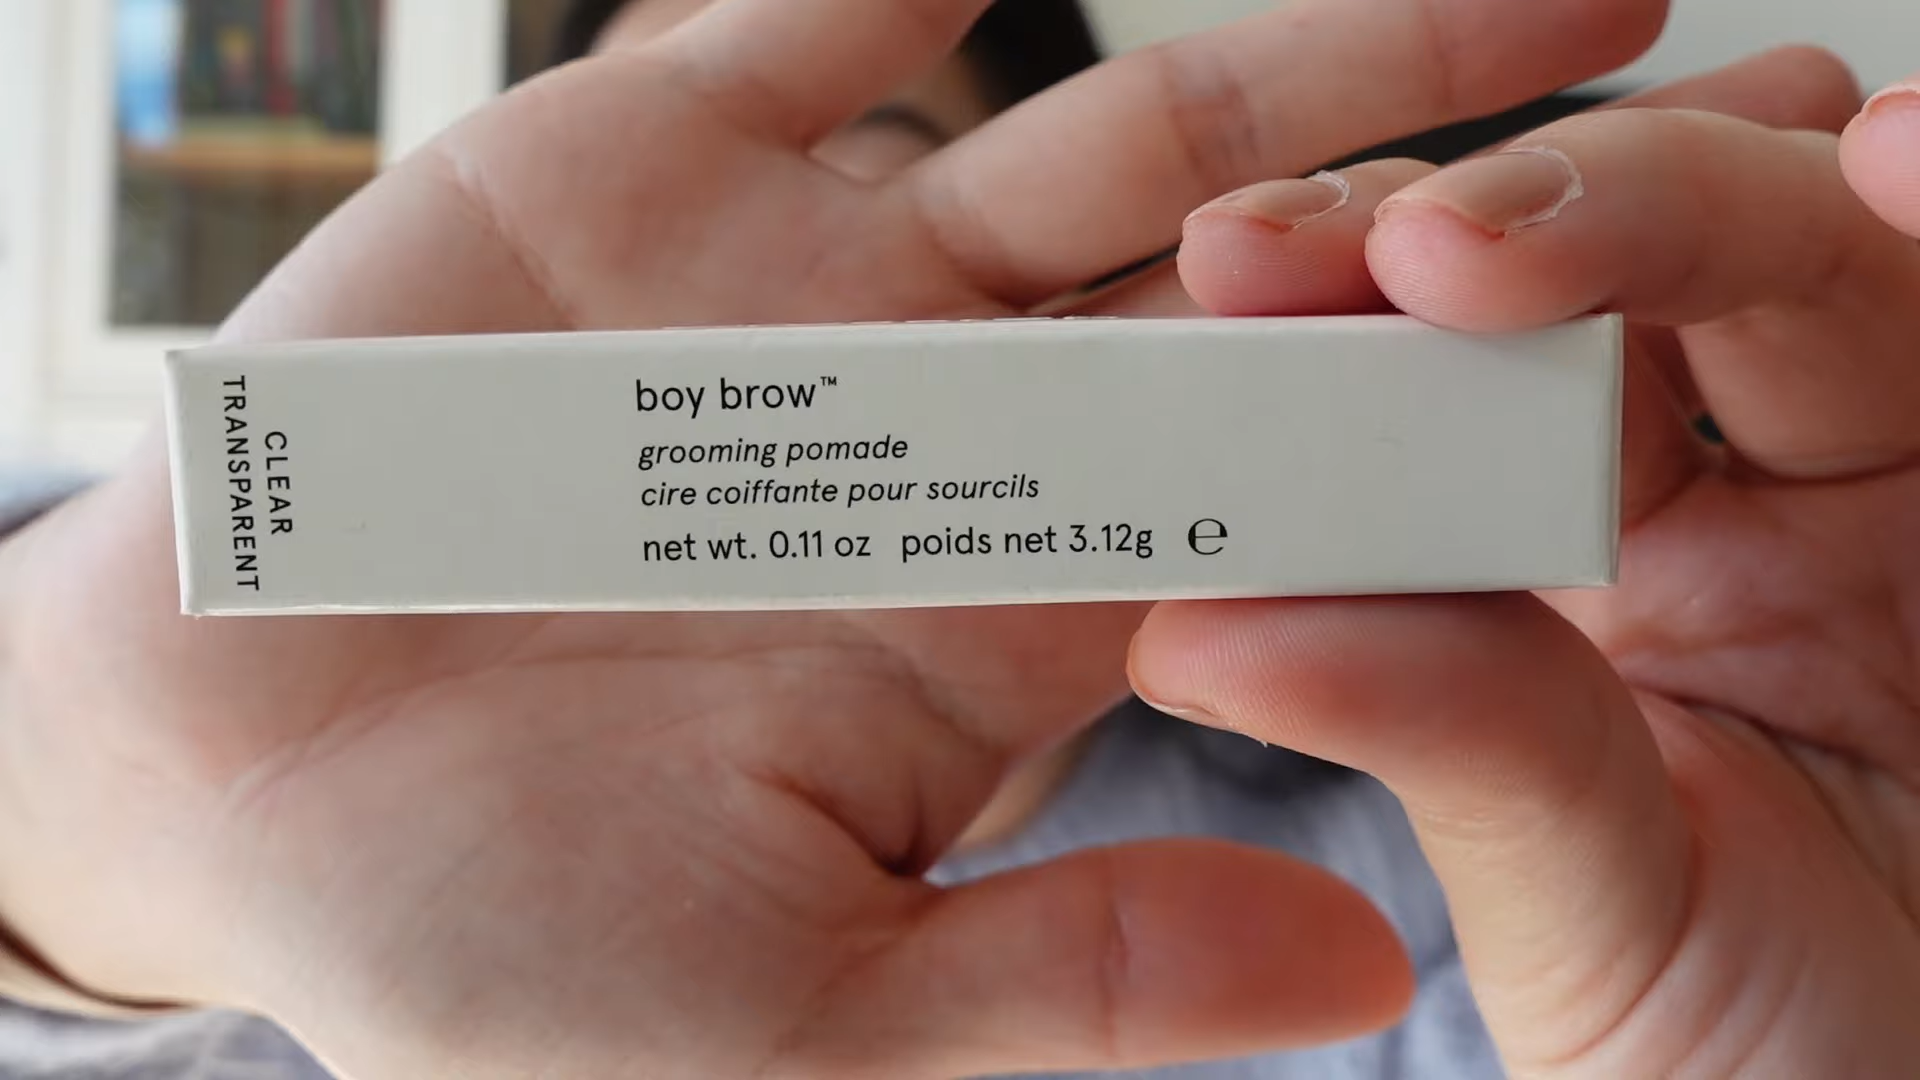 CLEAR
TRANSPARENT
boy brow™
grooming pomade
cire coiffante pour sourcils
net wt. 0.11 oz poids net 3.12g ℮